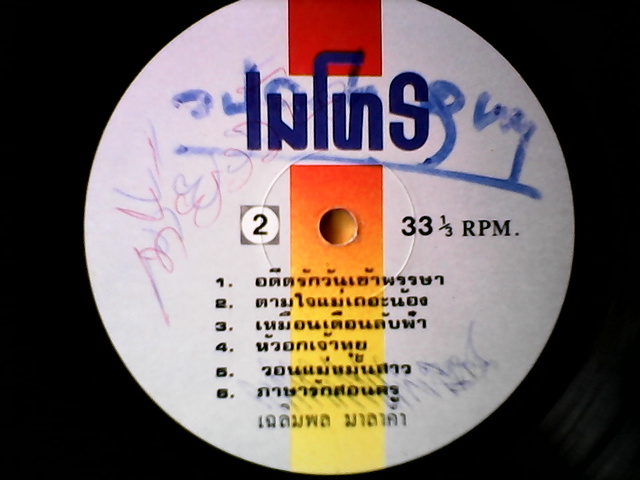 เมโทร
2
33 ⅓ RPM.
1. อดีตรักวันเข้าพรรษา
2. ตามใจแม่เถอะน้อง
3. เหมือนเดือนลับฟ้า
4. หัวอกเจ้าทุย
5. วอนแม่หมั้นสาว
6. ภาษารักสอนครู
เฉลิมพล มาลาคำ